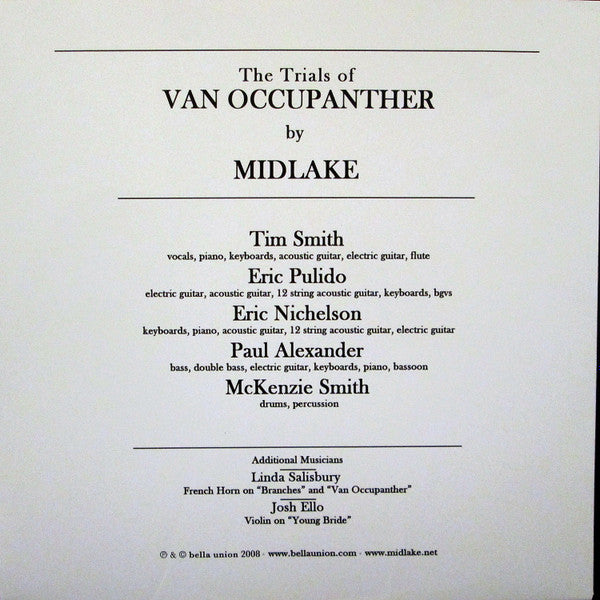 The Trials of
VAN OCCUPANTHER
by
MIDLAKE
Tim Smith
vocals, piano, keyboards, acoustic guitar, electric guitar, flute
Eric Pulido
electric guitar, acoustic guitar, 12 string acoustic guitar, keyboards, bgvs
Eric Nichelson
keyboards, piano, acoustic guitar, 12 string acoustic guitar, electric guitar
Paul Alexander
bass, double bass, electric guitar, keyboards, piano, bassoon
McKenzie Smith
drums, percussion
Additional Musicians
Linda Salisbury
French Horn on “Branches” and “Van Occupanther”
Josh Ello
Violin on “Young Bride”
℗ & © bella union 2008 · www.bellaunion.com · www.midlake.net